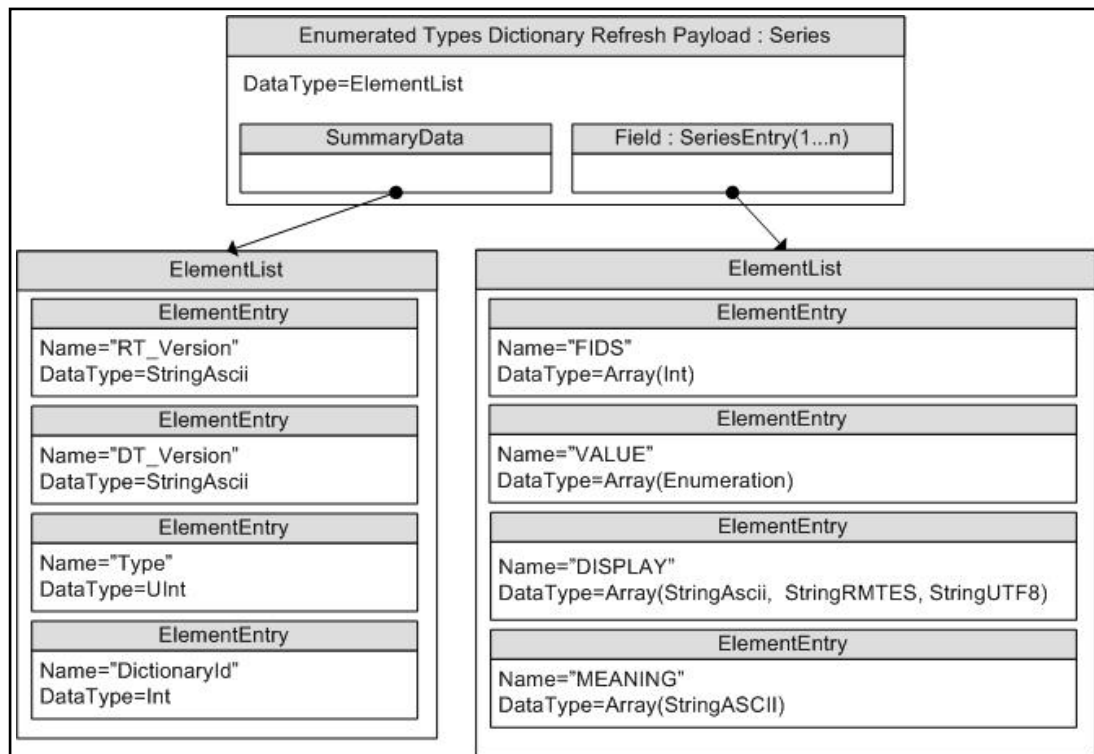 Enumerated Types Dictionary Refresh Payload : Series
DataType=ElementList
SummaryData
Field : SeriesEntry(1...n)
ElementList
ElementEntry
Name="RT_Version"
DataType=StringAscii
ElementEntry
Name="DT_Version"
DataType=StringAscii
ElementEntry
Name="Type"
DataType=UInt
ElementEntry
Name="DictionaryId"
DataType=Int
ElementList
ElementEntry
Name="FIDS"
DataType=Array(Int)
ElementEntry
Name="VALUE"
DataType=Array(Enumeration)
ElementEntry
Name="DISPLAY"
DataType=Array(StringAscii, StringRMTES, StringUTF8)
ElementEntry
Name="MEANING"
DataType=Array(StringASCII)